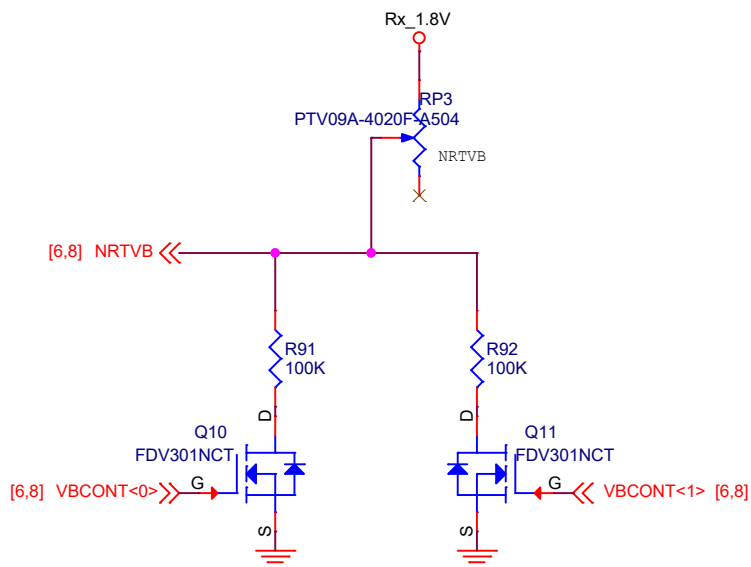 Rx_1.8V
RP3
PTV09A-4020F-A504
NRTVB
[6,8] NRTVB
R91
100K
R92
100K
D
D
Q10
FDV301NCT
Q11
FDV301NCT
[6,8] VBCONT<0>
G
G
VBCONT<1> [6,8]
S
S